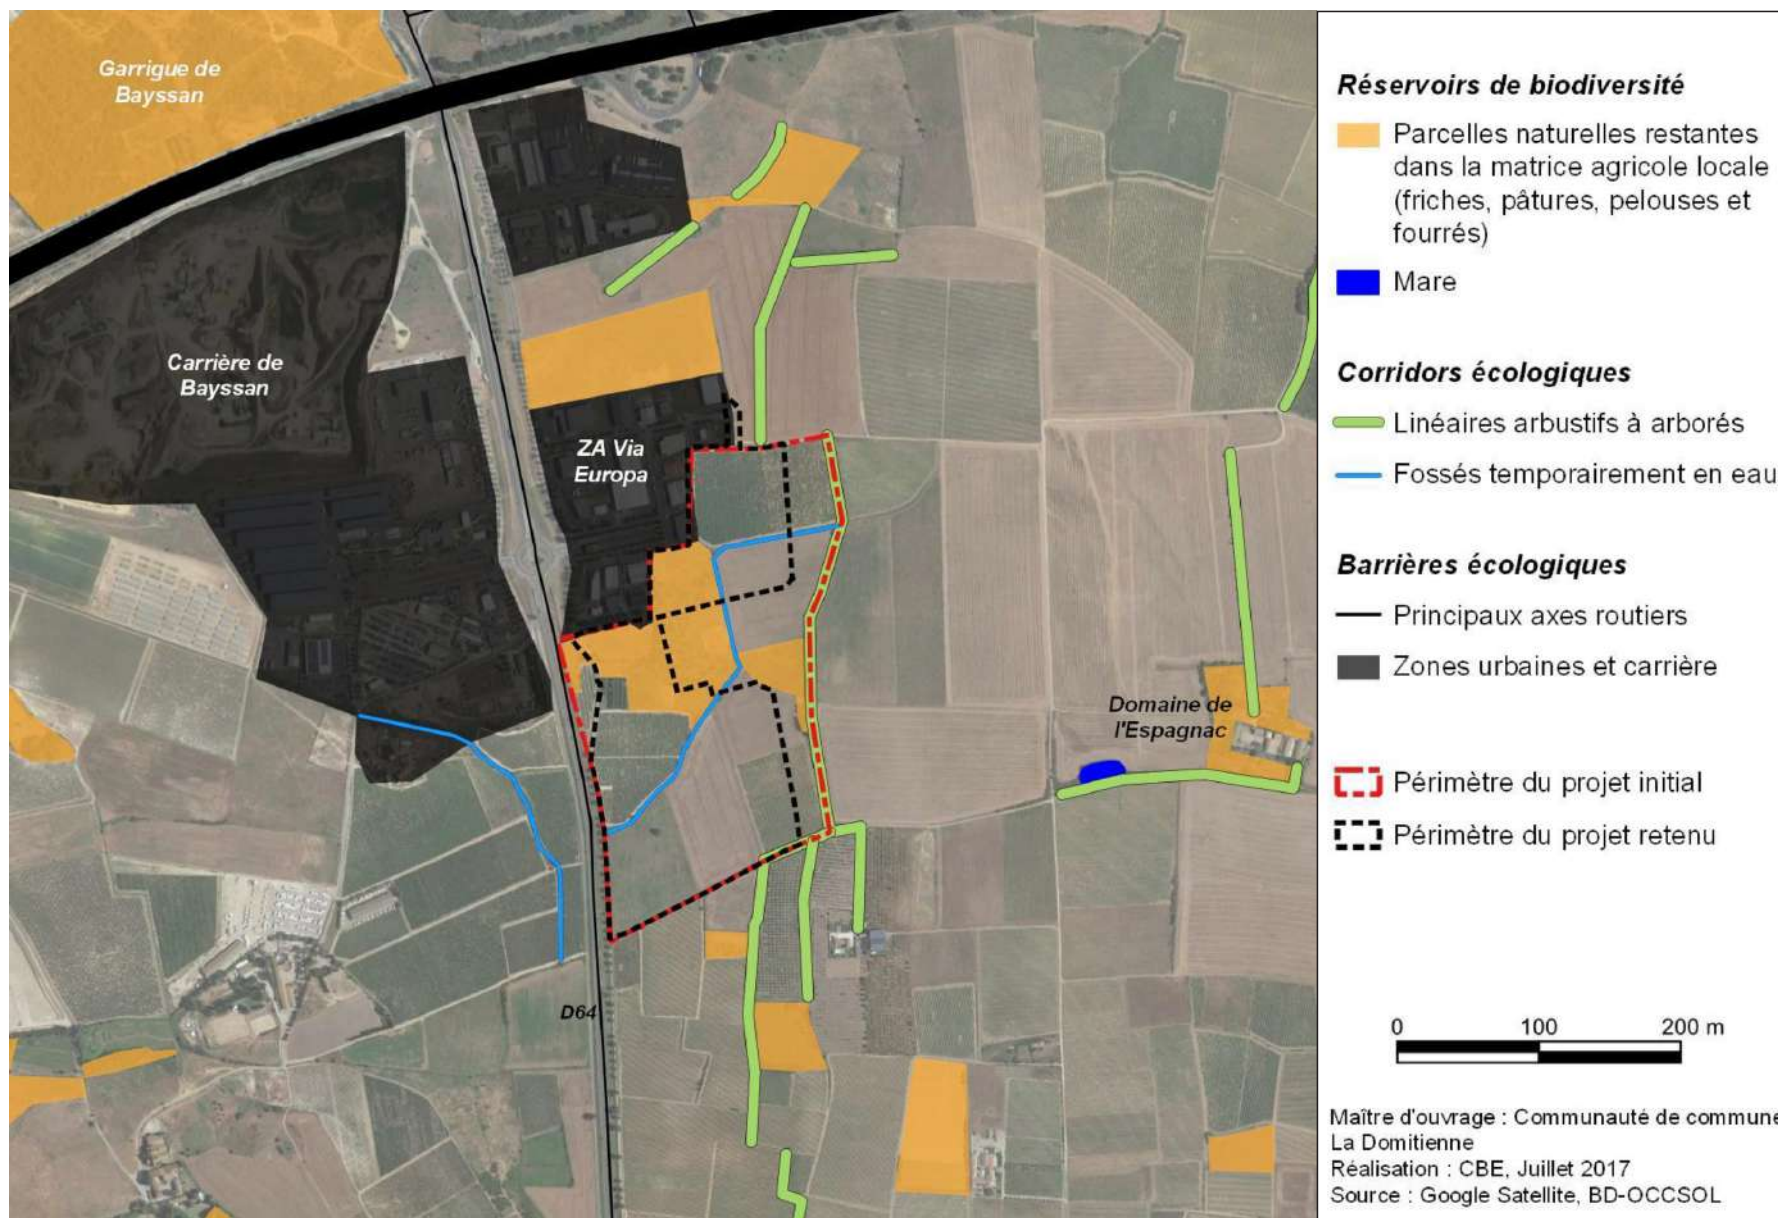 Garrigue de
Bayssan
Carrière de
Bayssan
ZA Via
Europa
Domaine de
l'Espagnac
D64
Réservoirs de biodiversité
Parcelles naturelles restantes
dans la matrice agricole locale
(friches, pâtures, pelouses et
fourrés)
Mare
Corridors écologiques
Linéaires arbustifs à arborés
Fossés temporairement en eau
Barrières écologiques
Principaux axes routiers
Zones urbaines et carrière
Périmètre du projet initial
Périmètre du projet retenu
0 100 200 m
Maître d'ouvrage : Communauté de commune
La Domitienne
Réalisation : CBE, Juillet 2017
Source : Google Satellite, BD-OCCSOL